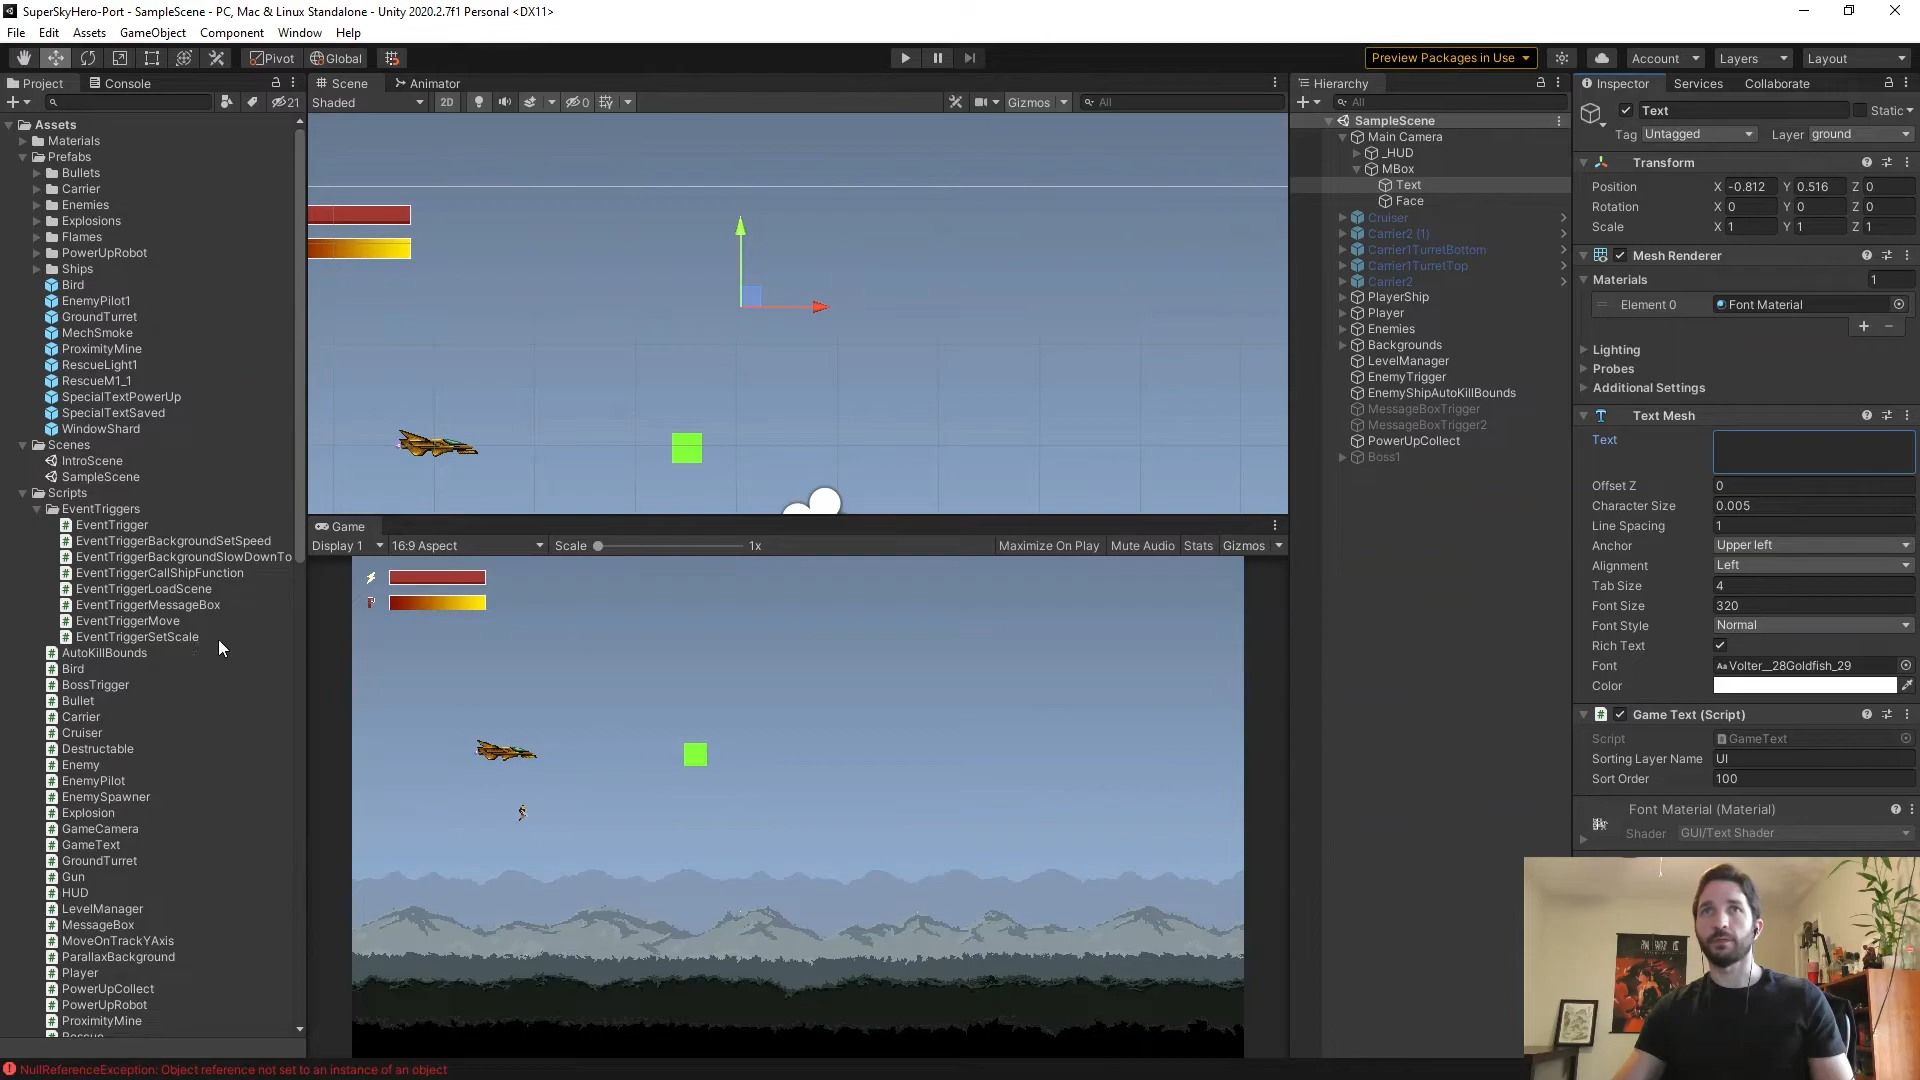 SuperSkyHero-Port - SampleScene - PC, Mac & Linux Standalone - Unity 2020.2.7f1 Personal <DX11>
File Edit Assets GameObject Component Window Help
Pivot Global Preview Packages in Use Account Layers Layout
Project Console
21
Assets
Materials
Prefabs
Bullets
Carrier
Enemies
Explosions
Flames
PowerUpRobot
Ships
Bird
EnemyPilot1
GroundTurret
MechSmoke
ProximityMine
RescueLight1
RescueM1_1
SpecialTextPowerUp
SpecialTextSaved
WindowShard
Scenes
IntroScene
SampleScene
Scripts
EventTriggers
EventTrigger
EventTriggerBackgroundSetSpeed
EventTriggerBackgroundSlowDownTo
EventTriggerCallShipFunction
EventTriggerLoadScene
EventTriggerMessageBox
EventTriggerMove
EventTriggerSetScale
AutoKillBounds
Bird
BossTrigger
Bullet
Carrier
Cruiser
Destructable
Enemy
EnemyPilot
EnemySpawner
Explosion
GameCamera
GameText
GroundTurret
Gun
HUD
LevelManager
MessageBox
MoveOnTrackYAxis
ParallaxBackground
Player
PowerUpCollect
PowerUpRobot
ProximityMine
Rescue
Scene Animator
Shaded 2D 0 Gizmos All
Game
Display 1 16:9 Aspect Scale 1x Maximize On Play Mute Audio Stats Gizmos
P
Hierarchy
All
SampleScene
Main Camera
_HUD
MBox
Text
Face
Cruiser
Carrier2 (1)
Carrier1TurretBottom
Carrier1TurretTop
Carrier2
PlayerShip
Player
Enemies
Backgrounds
LevelManager
EnemyTrigger
EnemyShipAutoKillBounds
MessageBoxTrigger
MessageBoxTrigger2
PowerUpCollect
Boss1
Inspector Services Collaborate
Text Static
Tag Untagged Layer ground
Transform
Position X -0.812 Y 0.516 Z 0
Rotation X 0 Y 0 Z 0
Scale X 1 Y 1 Z 1
Mesh Renderer
Materials 1
Element 0 Font Material
Lighting
Probes
Additional Settings
Text Mesh
Text
Offset Z 0
Character Size 0.005
Line Spacing 1
Anchor Upper left
Alignment Left
Tab Size 4
Font Size 320
Font Style Normal
Rich Text
Font Aa Volter__28Goldfish_29
Color
Game Text (Script)
Script GameText
Sorting Layer Name UI
Sort Order 100
Font Material (Material)
Shader GUI/Text Shader
NullReferenceException: Object reference not set to an instance of an object